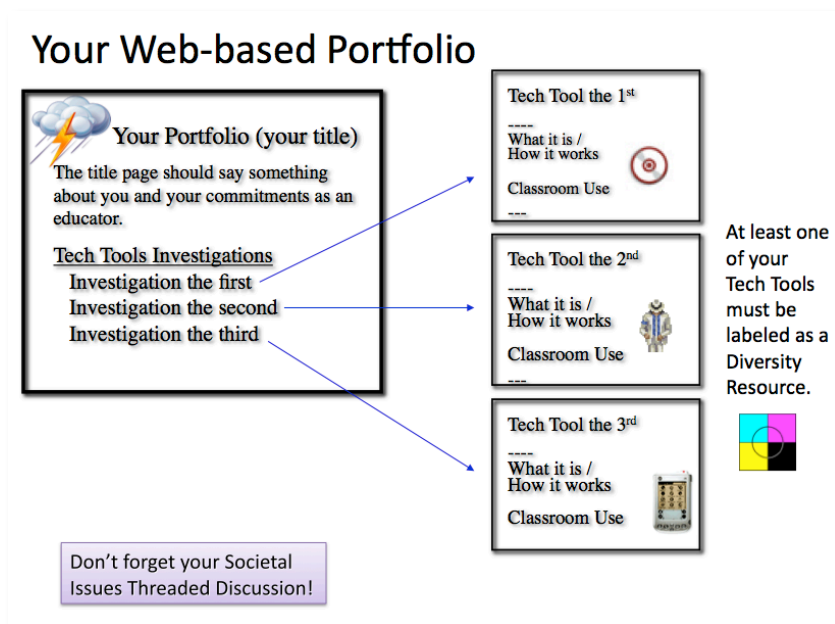 Your Web-based Portfolio
Your Portfolio (your title)
The title page should say something
about you and your commitments as an
educator.
Tech Tools Investigations
Investigation the first
Investigation the second
Investigation the third
Tech Tool the 1st
----
What it is /
How it works
Classroom Use
---
Tech Tool the 2nd
----
What it is /
How it works
Classroom Use
---
Tech Tool the 3rd
----
What it is /
How it works
Classroom Use
At least one
of your
Tech Tools
must be
labeled as a
Diversity
Resource.
Don't forget your Societal
Issues Threaded Discussion!